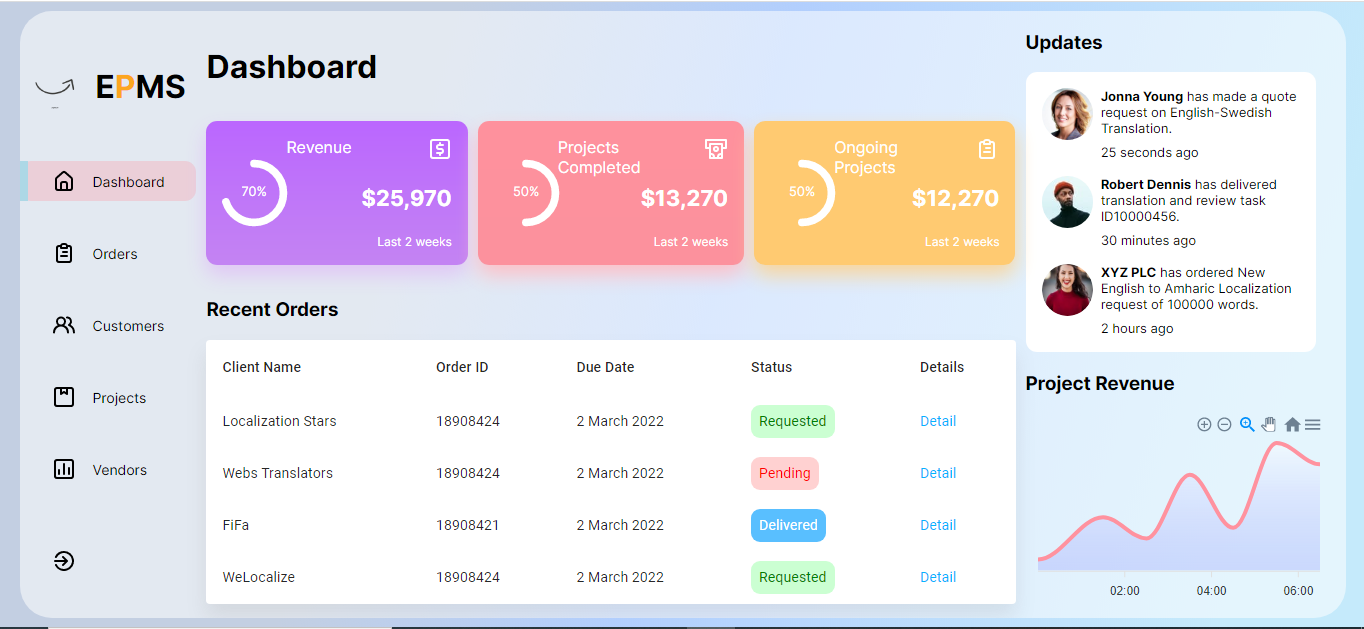 EPMS
Dashboard
Orders
Customers
Projects
Vendors
Dashboard
Revenue
70%
$25,970
Last 2 weeks
Projects
Completed
50%
$13,270
Last 2 weeks
Ongoing
Projects
50%
$12,270
Last 2 weeks
Recent Orders
Client Name Order ID Due Date Status Details
Localization Stars 18908424 2 March 2022 Requested Detail
Webs Translators 18908424 2 March 2022 Pending Detail
FiFa 18908421 2 March 2022 Delivered Detail
WeLocalize 18908424 2 March 2022 Requested Detail
Updates
Jonna Young has made a quote
request on English-Swedish
Translation.
25 seconds ago
Robert Dennis has delivered
translation and review task
ID10000456.
30 minutes ago
XYZ PLC has ordered New
English to Amharic Localization
request of 100000 words.
2 hours ago
Project Revenue
02:00 04:00 06:00